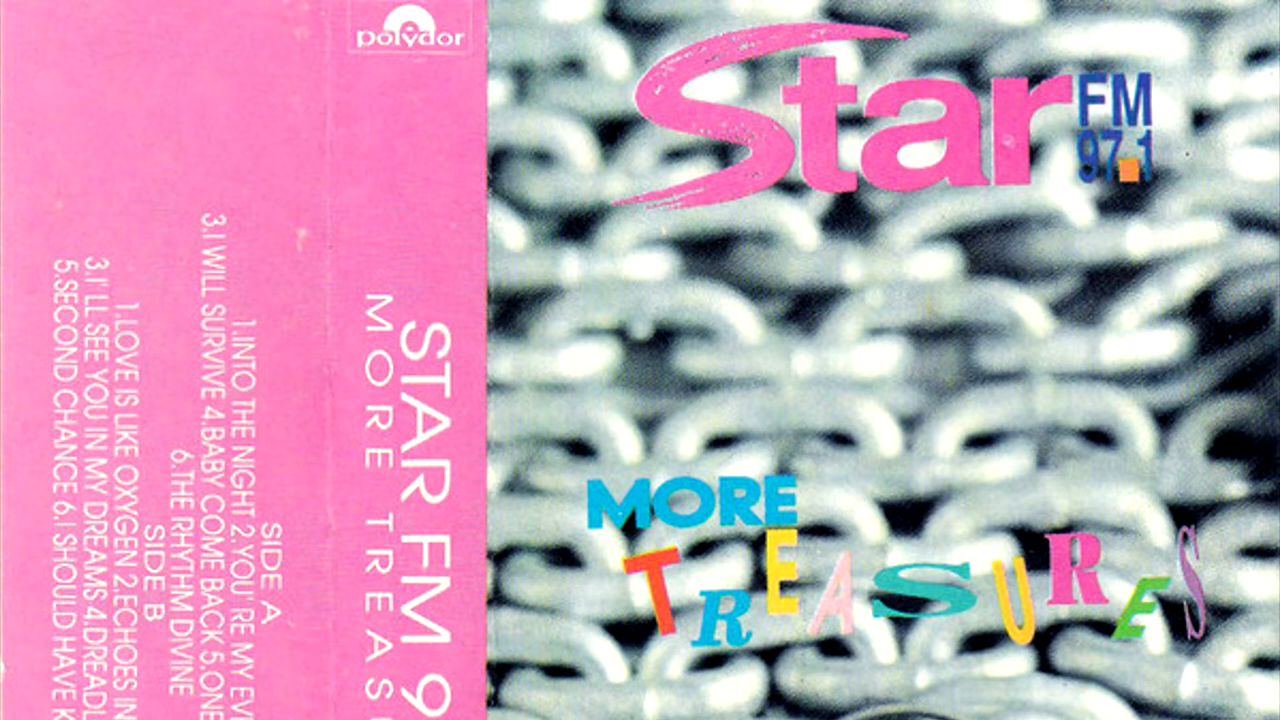 polydor
Star
FM
97.1
MORE
TREASURES
STAR FM 9
MORE TREAS
SIDE A
1.INTO THE NIGHT 2.YOU'RE MY
3.I WILL SURVIVE 4.BABY COME BACK 5.ONE
6.THE RHYTHM DIVINE
SIDE B
1.LOVE IS LIKE OXYGEN 2.ECHOES IN
3.I'LL SEE YOU IN MY DREAMS 4.
5.SECOND CHANCE 6.I SHOULD HAVE